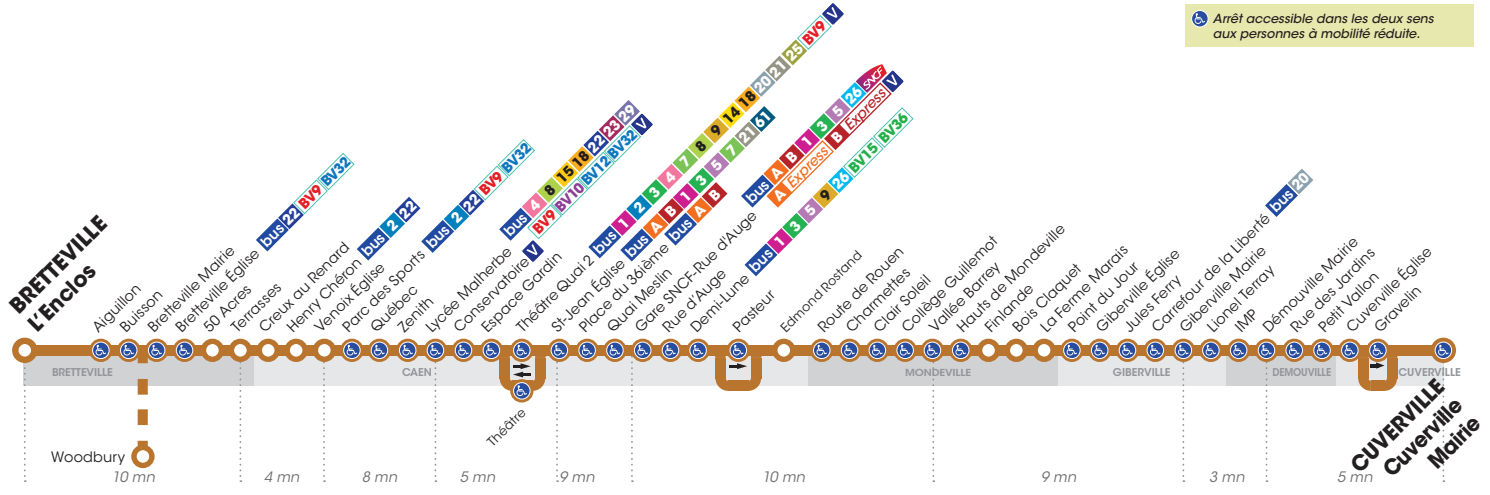 Arrêt accessible dans les deux sens
aux personnes à mobilité réduite.
BRETTEVILLE
L'Enclos
Aiguillon
Buisson
Bretteville Mairie
Bretteville Église bus 22 BV9 BV32
50 Acres
Terrasses
Creux au Renard
Henry Chéron bus 2 22
Venoix Église
Parc des Sports bus 2 22 BV9 BV32
Québec
Zenith
Lycée Malherbe bus 4 8 15 18 22 23 29
BV9 BV10 BV12 BV32 V
Conservatoire V
Espace Gardin
Théâtre Quai 2 bus 1 2 3 4 7 8 9 14 18 20 21 25 BV9 V
St-Jean Église bus A B 1 3 5 7 21 61
Place du 36ième bus A B
Quai Meslin
Gare SNCF-Rue d'Auge bus A B 1 3 5 26 SNCF
A Express B Express V
Rue d'Auge
Demi-Lune bus 1 3 5 9 26 BV15 BV36
Pasteur
Edmond Rostand
Route de Rouen
Charmettes
Clair Soleil
Collège Guillemot
Vallée Barrey
Hauts de Mondeville
Finlande
Bois Claquet
La Ferme Marais
Point du Jour
Giberville Église
Jules Ferry
Carrefour de la Liberté bus 20
Giberville Mairie
Lionel Terray
IMP
Démouville Mairie
Rue des Jardins
Petit Vallon
Cuverville Église
Gravelin
CUVERVILLE
Cuverville
Mairie
BRETTEVILLE
CAEN
MONDEVILLE
GIBERVILLE
DEMOUVILLE
CUVERVILLE
Théâtre
Woodbury
10 mn
4 mn
8 mn
5 mn
9 mn
10 mn
9 mn
3 mn
5 mn